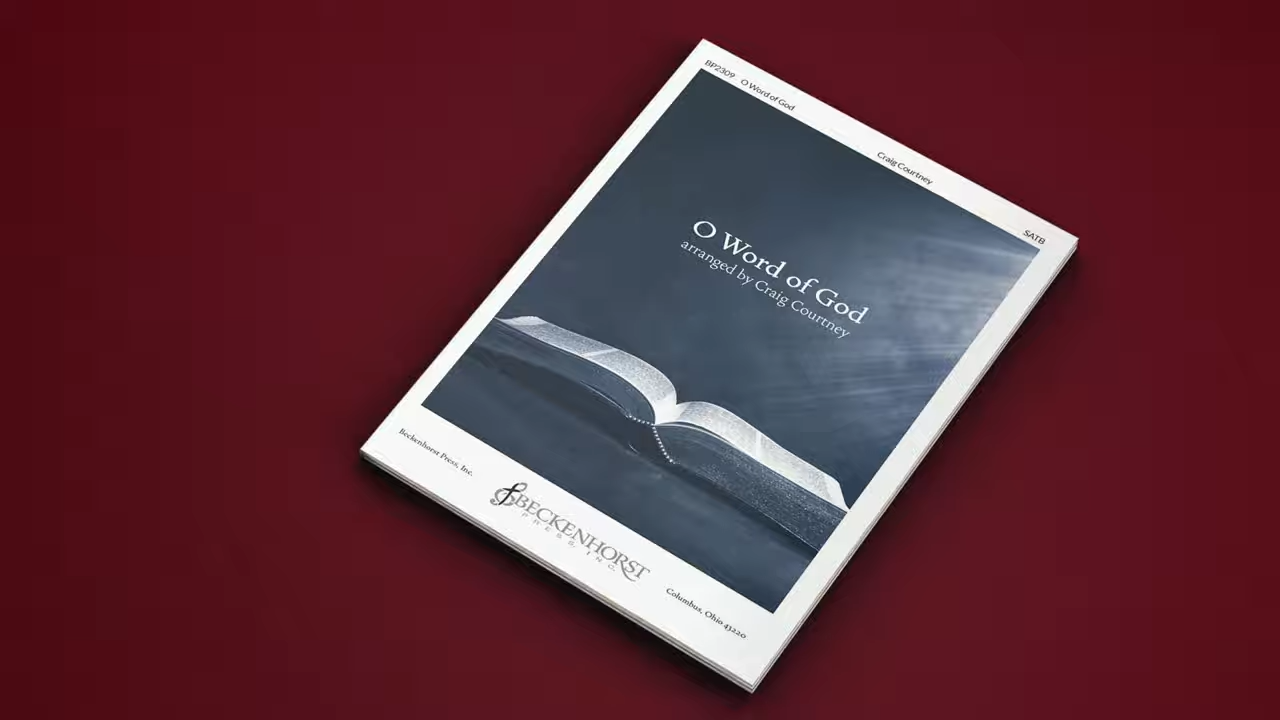 BP2309 O Word of God Craig Courtney SATB
O Word of God
arranged by Craig Courtney
Beckenhorst Press, Inc.
BECKENHORST
PRESS, INC.
Columbus, Ohio 43220